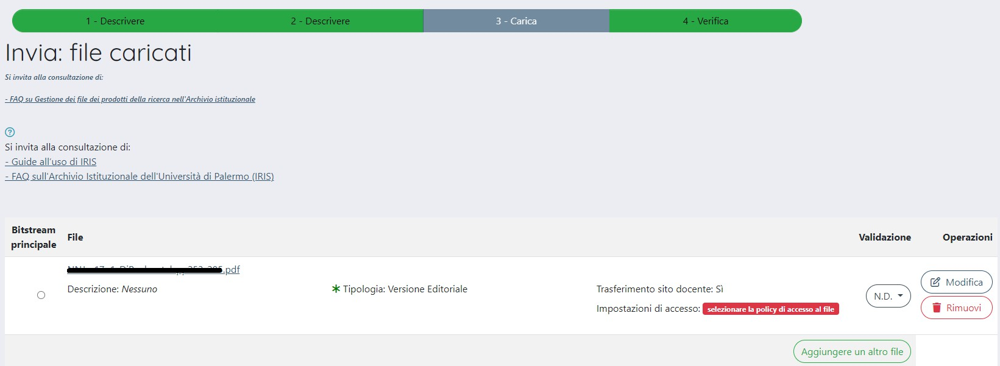 1 - Descrivere
2 - Descrivere
3 - Carica
4 - Verifica
Invia: file caricati
Si invita alla consultazione di:
- FAQ su Gestione dei file dei prodotti della ricerca nell'Archivio istituzionale
?
Si invita alla consultazione di:
- Guide all'uso di IRIS
- FAQ sull'Archivio Istituzionale dell'Università di Palermo (IRIS)
Bitstream principale
File
Validazione
Operazioni
.pdf
Descrizione: Nessuno
* Tipologia: Versione Editoriale
Trasferimento sito docente: Sì
Impostazioni di accesso: selezionare la policy di accesso al file
N.D.
Modifica
Rimuovi
Aggiungere un altro file